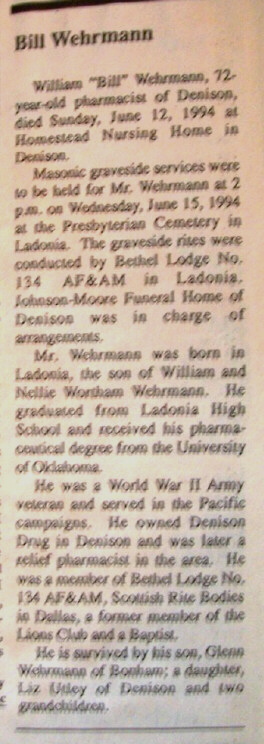 Bill Wehrmann
William "Bill" Wehrmann, 72-
year-old pharmacist of Denison,
died Sunday, June 12, 1994 at
Homestead Nursing Home in
Denison.
Masonic graveside services were
to be held for Mr. Wehrmann at 2
p.m. on Wednesday, June 15, 1994
at the Presbyterian Cemetery in
Ladonia. The graveside rites were
conducted by Bethel Lodge No.
134 AF&AM in Ladonia.
Johnson-Moore Funeral Home of
Denison was in charge of
arrangements.
Mr. Wehrmann was born in
Ladonia, the son of William and
Nellie Wortham Wehrmann. He
graduated from Ladonia High
School and received his pharma-
ceutical degree from the University
of Oklahoma.
He was a World War II Army
veteran and served in the Pacific
campaigns. He owned Denison
Drug in Denison and was later a
relief pharmacist in the area. He
was a member of Bethel Lodge No.
134 AF&AM, Scottish Rite Bodies
in Dallas, a former member of the
Lions Club and a Baptist.
He is survived by his son, Glenn
Wehrmann of Bonham; a daughter,
Liz Utley of Denison and two
grandchildren.